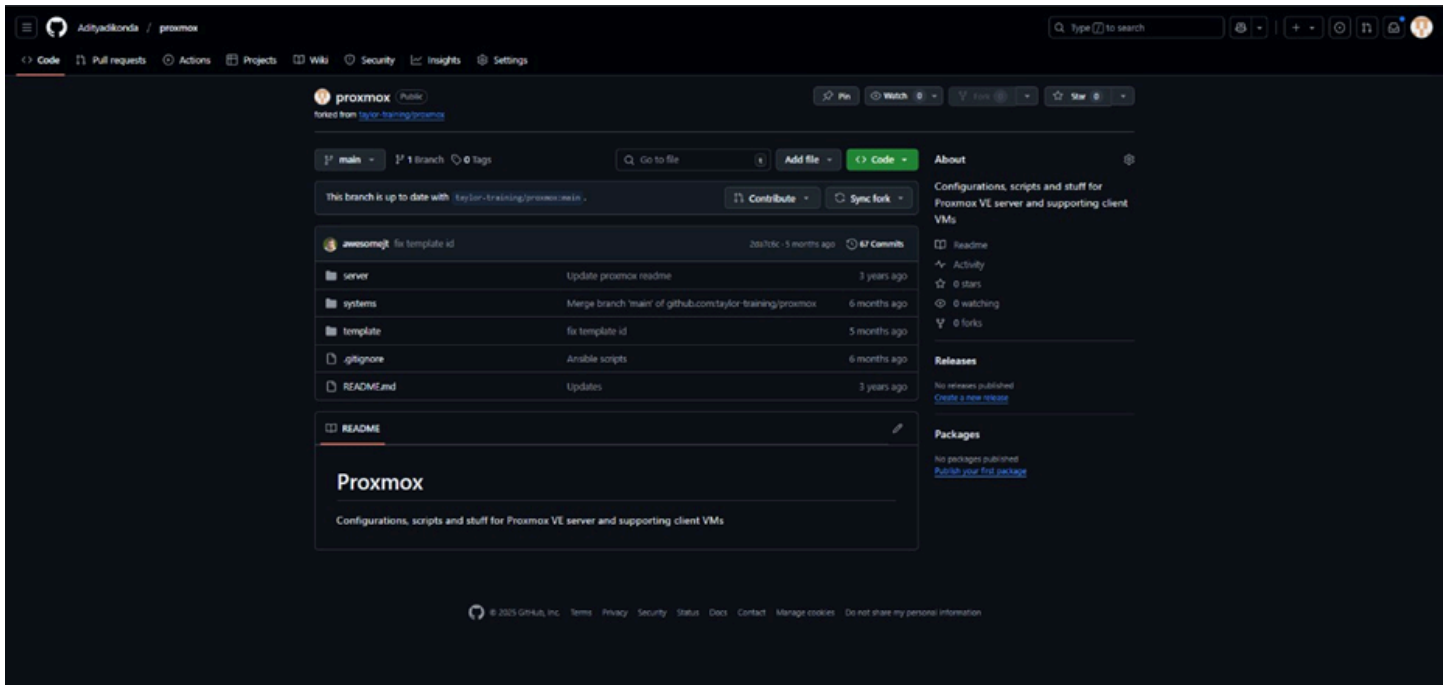 Adityadikonda / proxmox
Type / to search
Code Pull requests Actions Projects Wiki Security Insights Settings
proxmox Public
Pin Watch 0 Fork 0 Star 0
forked from taylor-training/proxmox
main 1 Branch 0 Tags
Go to file t Add file Code
This branch is up to date with taylor-training/proxmox:main .
Contribute Sync fork
awesomejt fix template id
5 months ago 67 Commits
server Update proxmox readme 3 years ago
systems Merge branch 'main' of github.com:taylor-training/proxmox 6 months ago
template fix template id 5 months ago
.gitignore Ansible scripts 6 months ago
README.md Updates 3 years ago
README
Proxmox
Configurations, scripts and stuff for Proxmox VE server and supporting client VMs
About
Configurations, scripts and stuff for
Proxmox VE server and supporting client
VMs
Readme
Activity
0 stars
0 watching
0 forks
Releases
No releases published
Create a new release
Packages
No packages published
Publish your first package
© 2025 GitHub, Inc. Terms Privacy Security Status Docs Contact Manage cookies Do not share my personal information